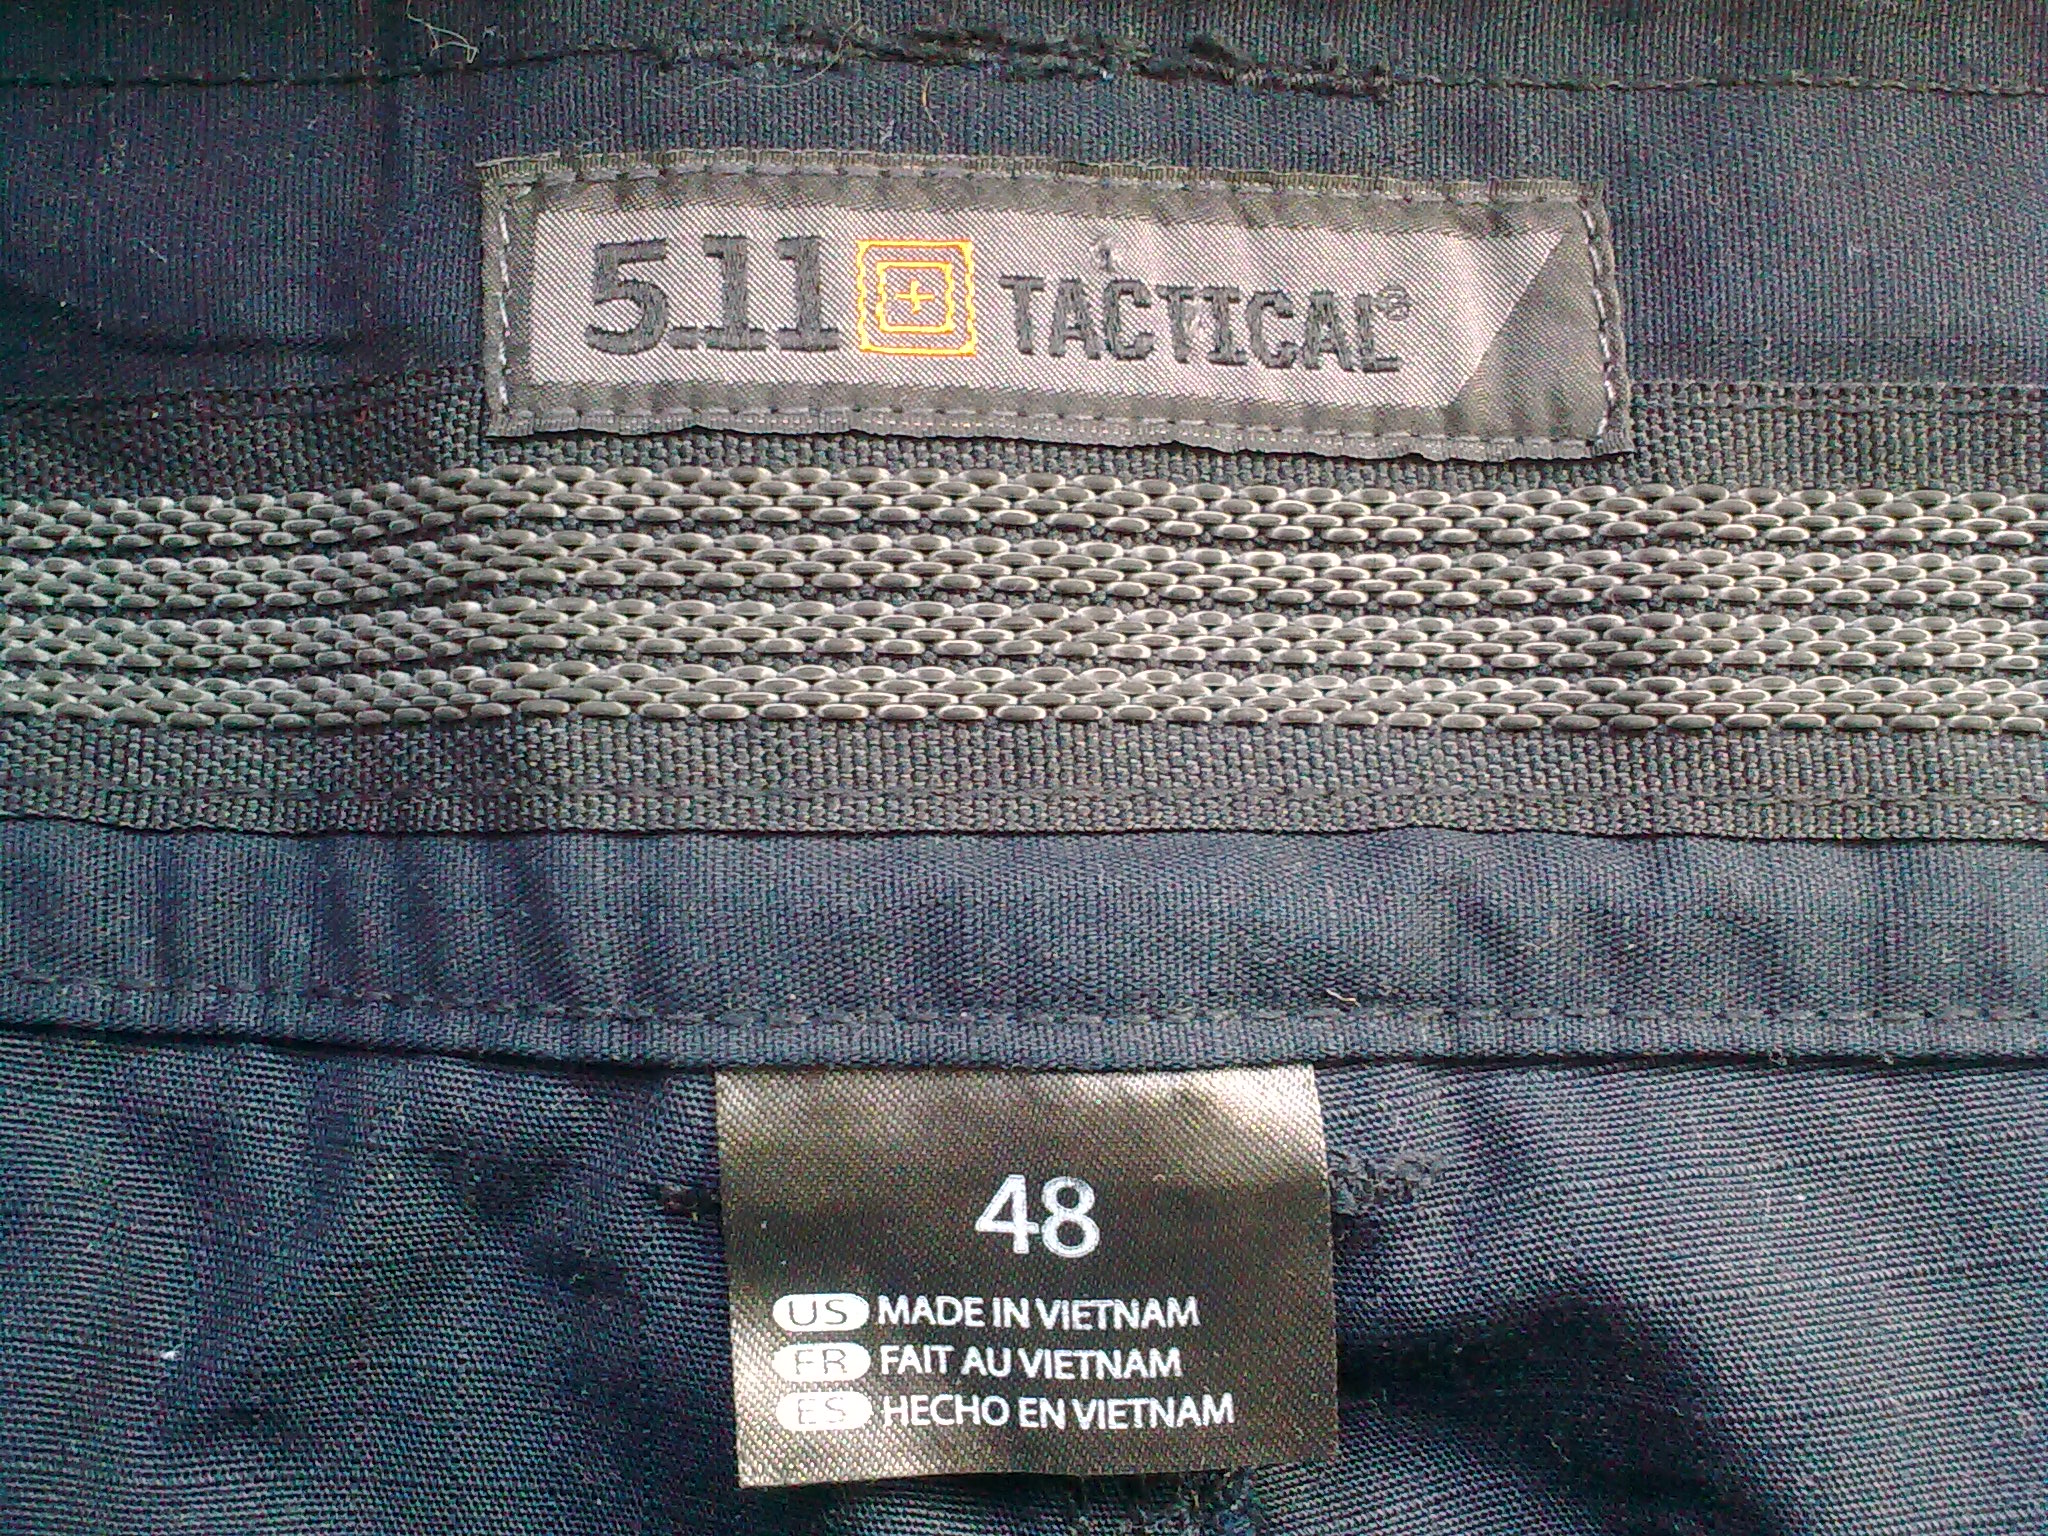 5.11 TACTICAL®
48
US MADE IN VIETNAM
FR FAIT AU VIETNAM
ES HECHO EN VIETNAM